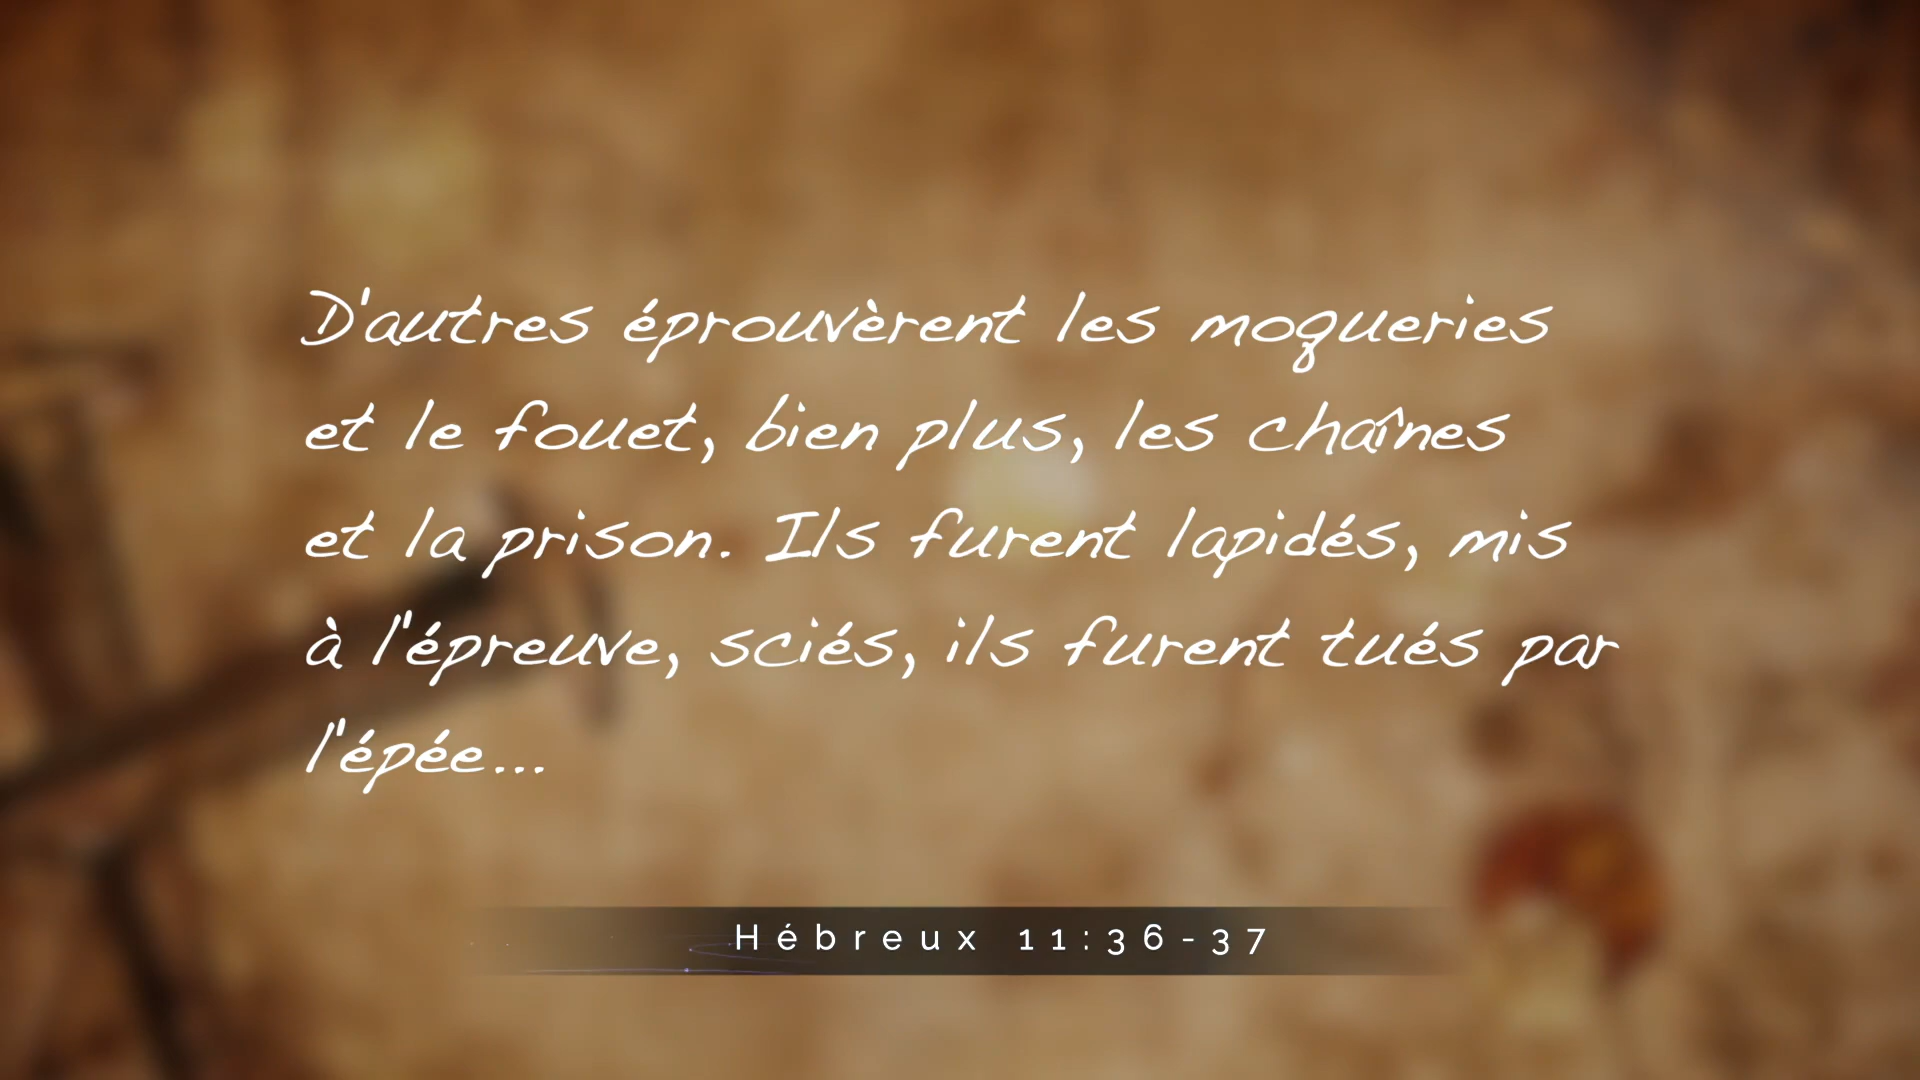 D'autres éprouvèrent les moqueries
et le fouet, bien plus, les chaînes
et la prison. Ils furent lapidés, mis
à l'épreuve, sciés, ils furent tués par
l'épée...
Hébreux 11:36-37